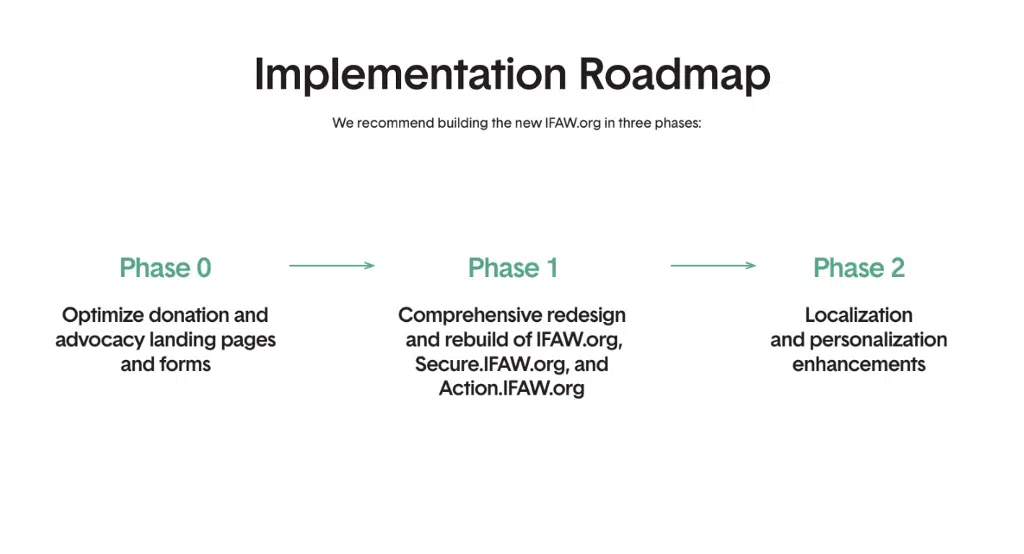 Implementation Roadmap
We recommend building the new IFAW.org in three phases:
Phase 0
Optimize donation and
advocacy landing pages
and forms
Phase 1
Comprehensive redesign
and rebuild of IFAW.org,
Secure.IFAW.org, and
Action.IFAW.org
Phase 2
Localization
and personalization
enhancements